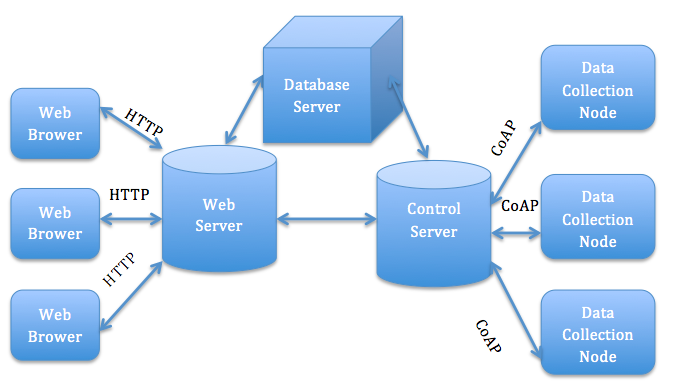 Database
Server
Web
Brower
HTTP
Web
Brower
HTTP
Web
Brower
HTTP
Web
Server
Control
Server
CoAP
Data
Collection
Node
CoAP
Data
Collection
Node
CoAP
Data
Collection
Node